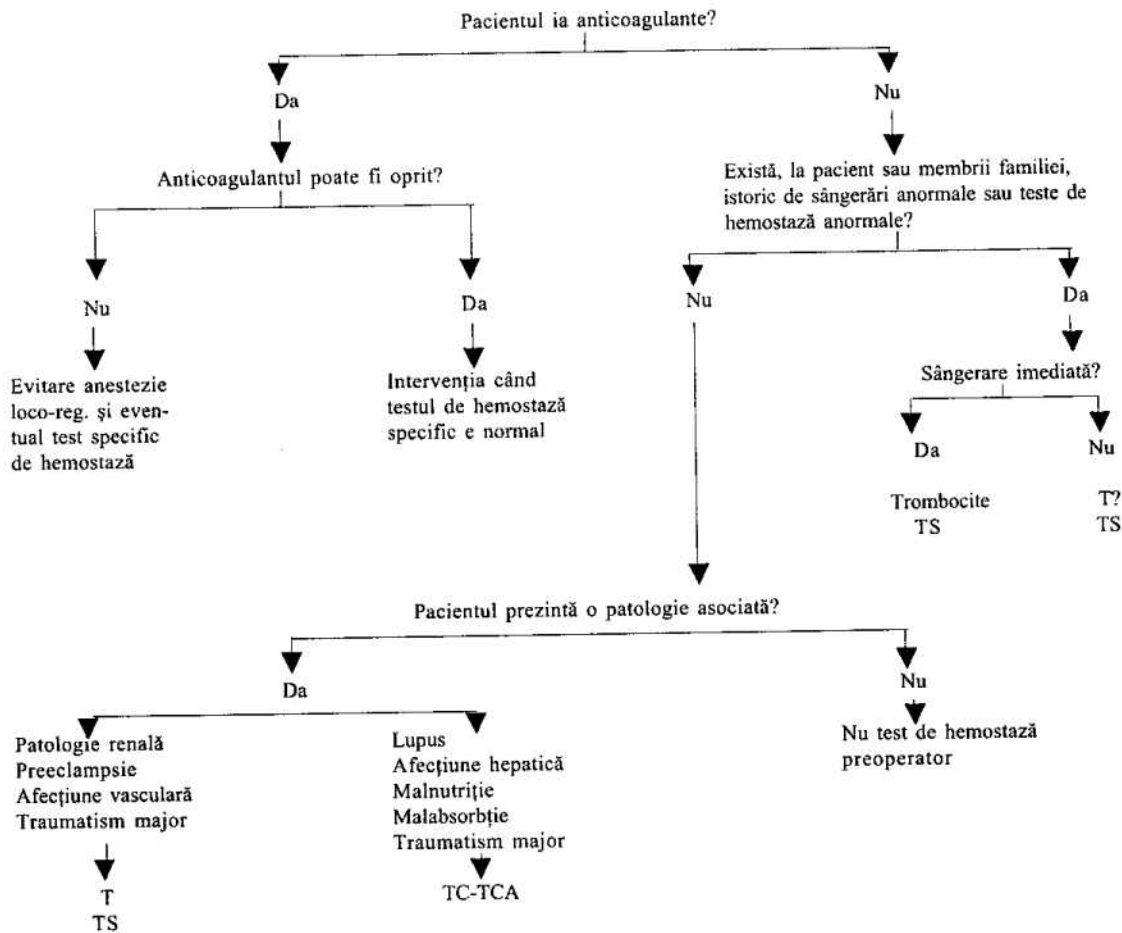 Pacientul ia anticoagulante?
Da
Nu
Anticoagulantul poate fi oprit?
Există, la pacient sau membrii familiei,
istoric de sângerări anormale sau teste de
hemostază anormale?
Nu
Da
Nu
Da
Evitare anestezie
loco-reg. și even-
tual test specific
de hemostază
Intervenția când
testul de hemostază
specific e normal
Sângerare imediată?
Da
Nu
Trombocite
TS
T?
TS
Pacientul prezintă o patologie asociată?
Da
Nu
Patologie renală
Preeclampsie
Afecțiune vasculară
Traumatism major
Lupus
Afecțiune hepatică
Malnutriție
Malabsorbție
Traumatism major
Nu test de hemostază
preoperator
T
TS
TC-TCA